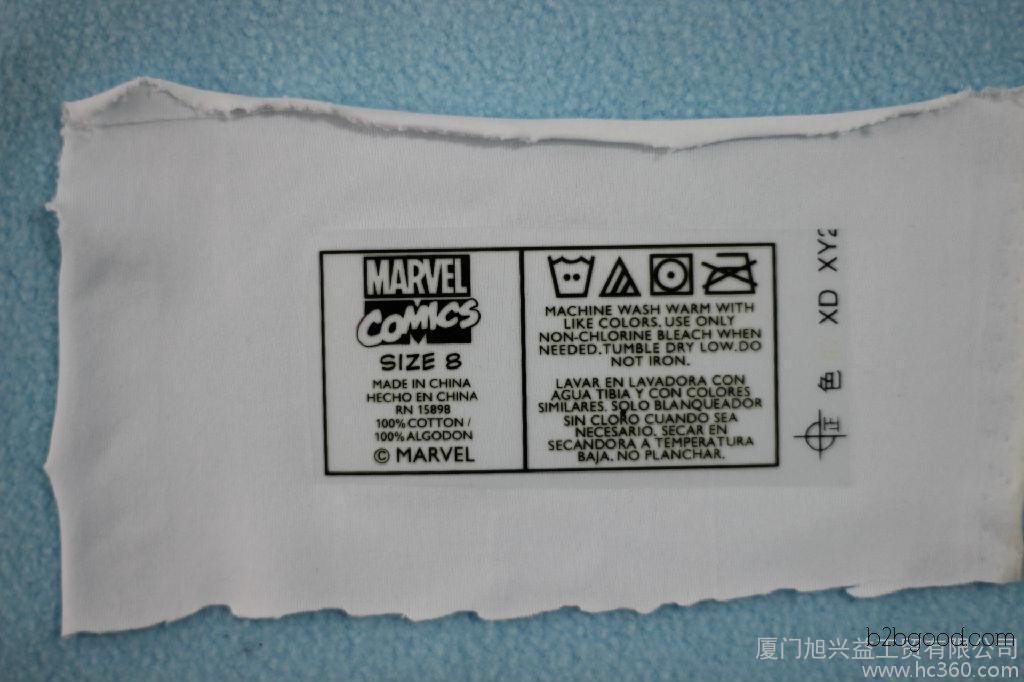 MARVEL
COMICS
SIZE 8
MADE IN CHINA
HECHO EN CHINA
RN 15898
100% COTTON /
100% ALGODON
© MARVEL
MACHINE WASH WARM WITH
LIKE COLORS. USE ONLY
NON-CHLORINE BLEACH WHEN
NEEDED.TUMBLE DRY LOW.DO
NOT IRON.
LAVAR EN LAVADORA CON
AGUA TIBIA Y CON COLORES
SIMILARES. SOLO BLANQUEADOR
SIN CLORO CUANDO SEA
NECESARIO. SECAR EN
SECANDORA A TEMPERATURA
BAJA. NO PLANCHAR.
正 色 XD XY2
b2bgood.com
厦门旭兴益工贸有限公司
www.hc360.com